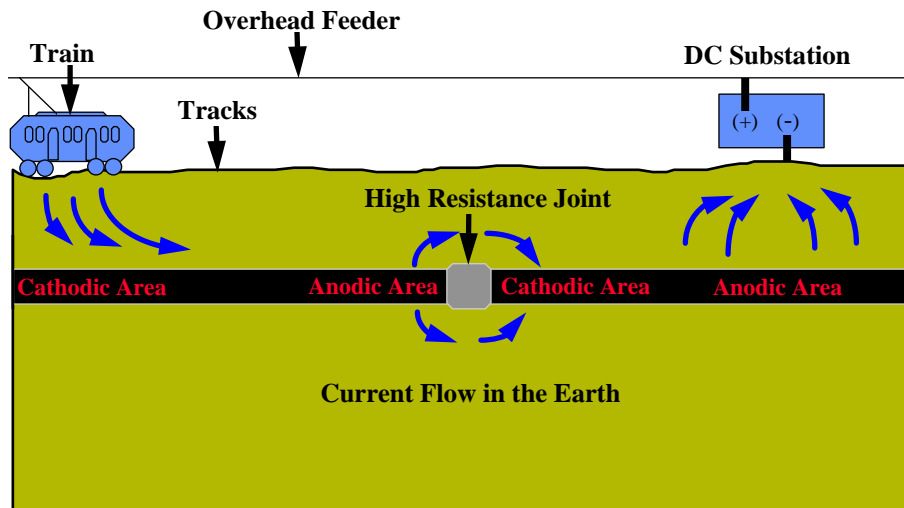 Overhead Feeder
Train
DC Substation
Tracks
(+) (-)
High Resistance Joint
Cathodic Area
Anodic Area
Cathodic Area
Anodic Area
Current Flow in the Earth